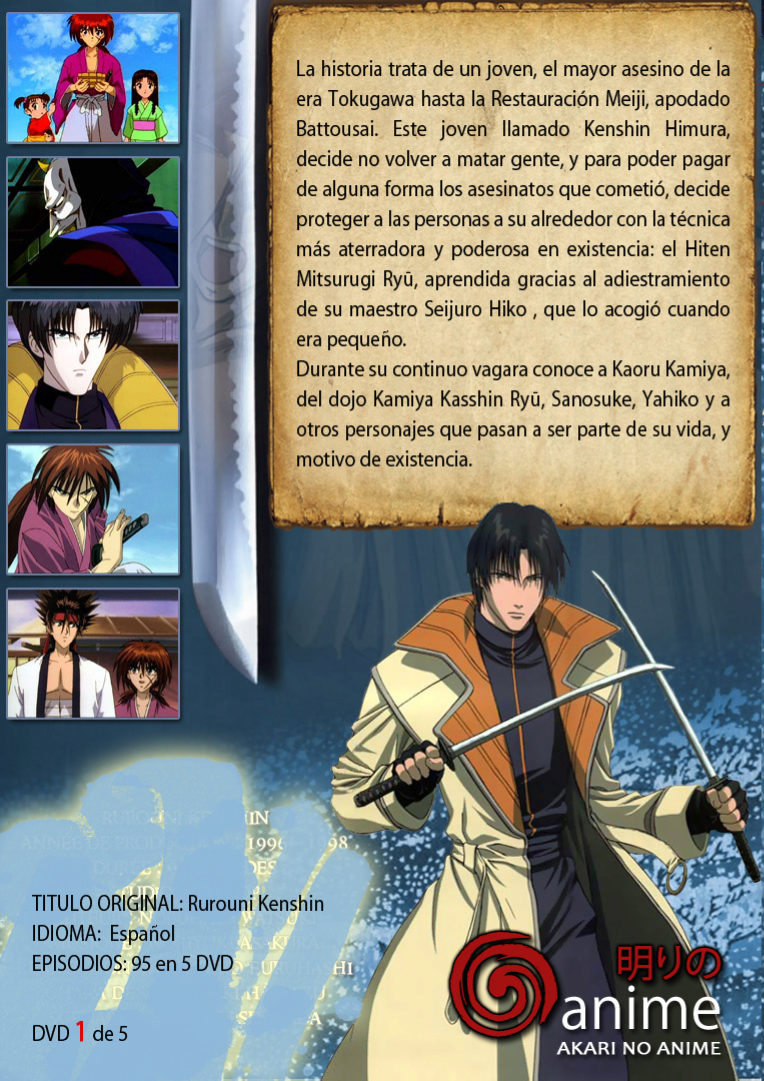 La historia trata de un joven, el mayor asesino de la
era Tokugawa hasta la Restauración Meiji, apodado
Battousai. Este joven llamado Kenshin Himura,
decide no volver a matar gente, y para poder pagar
de alguna forma los asesinatos que cometió, decide
proteger a las personas a su alrededor con la técnica
más aterradora y poderosa en existencia: el Hiten
Mitsurugi Ryū, aprendida gracias al adiestramiento
de su maestro Seijuro Hiko , que lo acogió cuando
era pequeño.
Durante su continuo vagara conoce a Kaoru Kamiya,
del dojo Kamiya Kasshin Ryū, Sanosuke, Yahiko y a
otros personajes que pasan a ser parte de su vida, y
motivo de existencia.
RUROUNI
ANNÉE DE
TITULO ORIGINAL: Rurouni Kenshin
IDIOMA: Español
EPISODIOS: 95 en 5 DVD
DVD 1 de 5
明りの
anime
AKARI NO ANIME